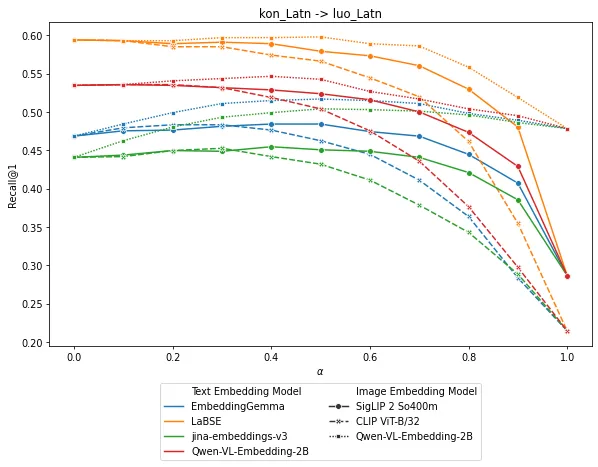 kon_Latn -> luo_Latn
Recall@1
0.60
0.55
0.50
0.45
0.40
0.35
0.30
0.25
0.20
0.0 0.2 0.4 0.6 0.8 1.0
α
Text Embedding Model Image Embedding Model
EmbeddingGemma SigLIP 2 So400m
LaBSE CLIP ViT-B/32
jina-embeddings-v3 Qwen-VL-Embedding-2B
Qwen-VL-Embedding-2B